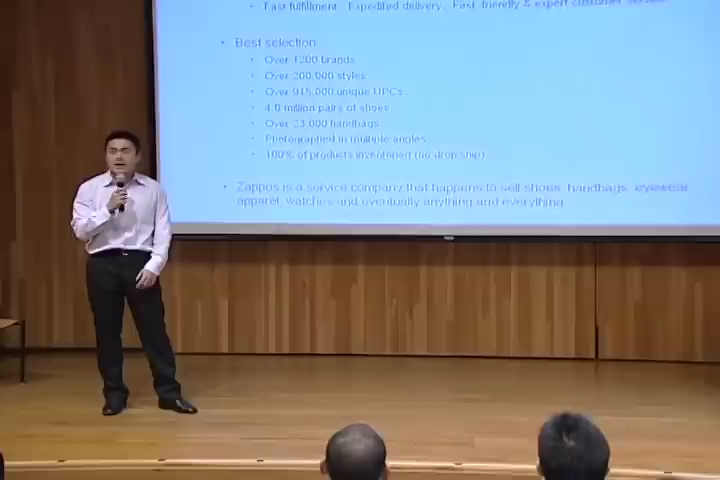 Fast fulfillment Expedited delivery Fast, friendly & expert customer service
Best selection
Over 1200 brands
Over 200,000 styles
Over 915,000 unique UPCs
4.0 million pairs of shoes
Over 23,000 handbags
Photographed in multiple angles
100% of products inventoried (no drop ship)
Zappos is a service company that happens to sell shoes, handbags, eyewear
apparel, watches and eventually anything and everything